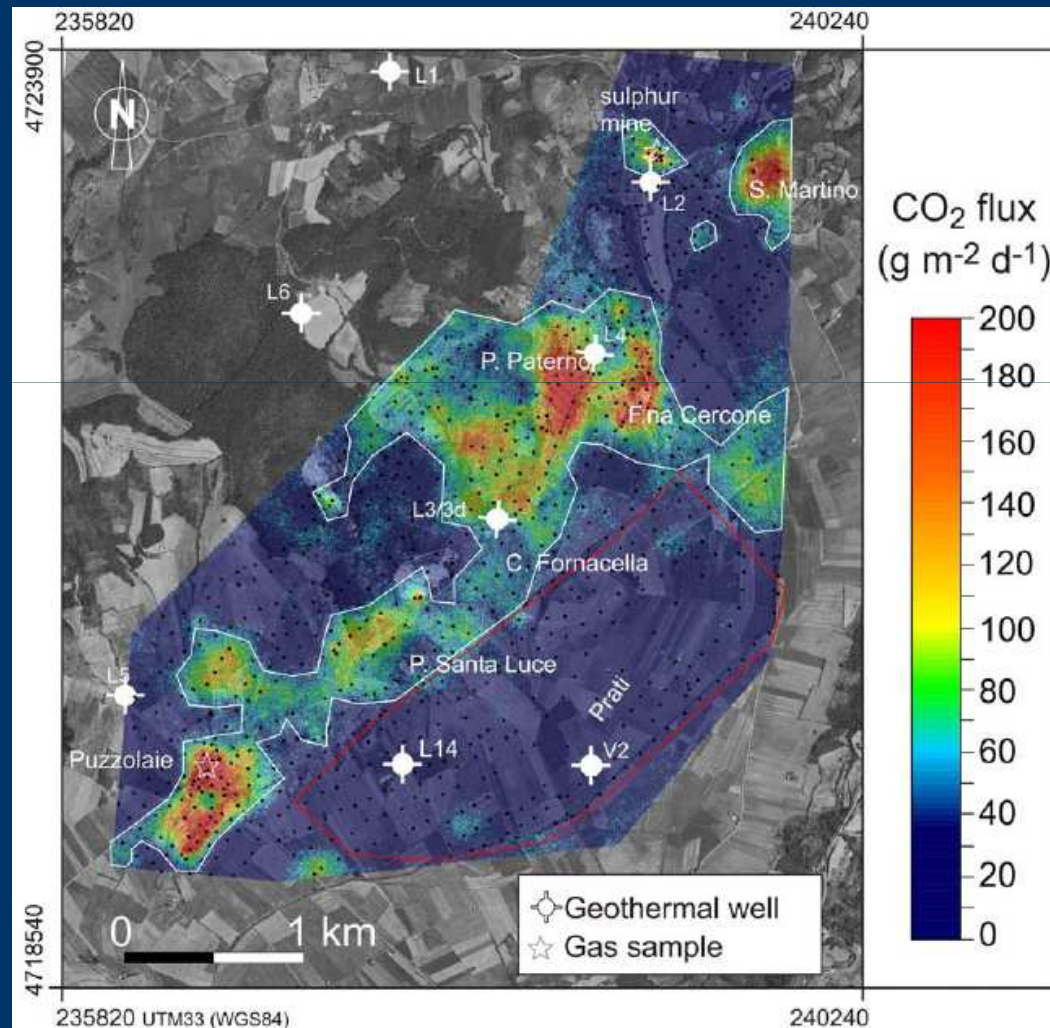 235820
240240
4723900
N
L1
sulphur
mine
L2
S. Martino
CO₂ flux
(g m-2 d-1)
L6
L4
P. Paterno
F.na Cercone
L3/3d
C. Fornacella
P. Santa Luce
L5
Prati
L14
V2
Puzzolaie
200
180
160
140
120
100
80
60
40
20
0
0 1 km
Geothermal well
Gas sample
4718540
235820 UTM33 (WGS84)
240240